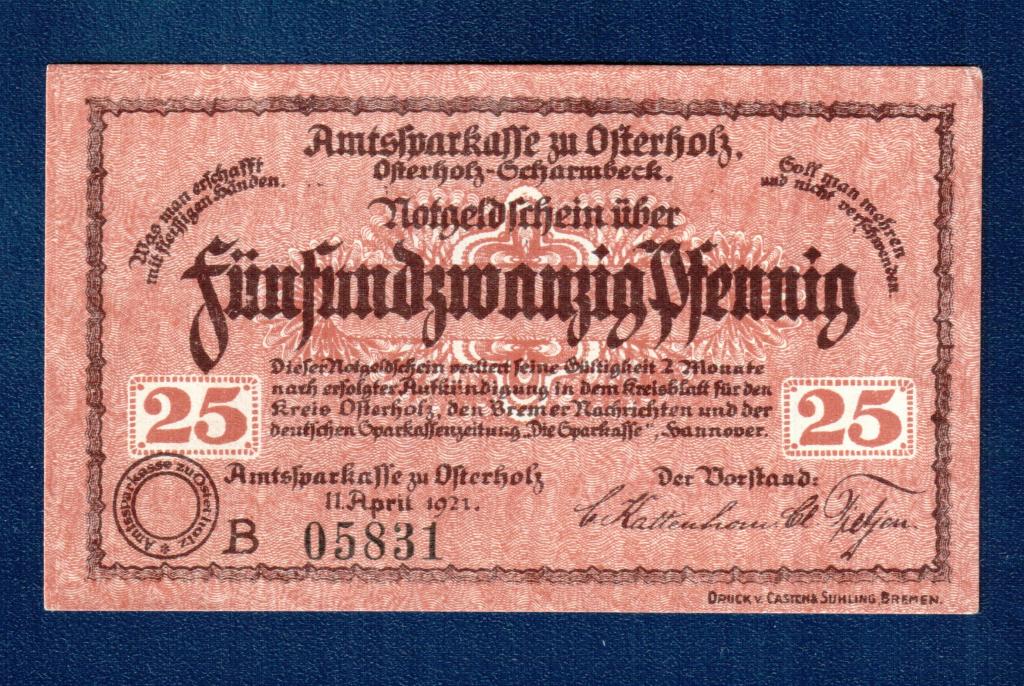 Amtssparkasse zu Osterholz,
Osterholz-Scharmbeck.
Was man erschafft
mit fleissigen Händen.
Soll man mehren
und nicht verschwenden.
Notgeldschein über
Fünfundzwanzig Pfennig
Dieser Notgeldschein verliert seine Gültigkeit 2 Monate
nach erfolgter Aufkündigung in dem Kreisblatt für den
Kreis Osterholz, den Bremer Nachrichten und der
deutschen Sparkassenzeitung „Die Sparkasse", Hannover.
25
25
Amtssparkasse zu Osterholz
11. April 1921.
Der Vorstand:
Amtssparkasse zu Osterholz *
B 05831
Tietjen
DRUCK V. CASTEN & SUHLING, BREMEN.